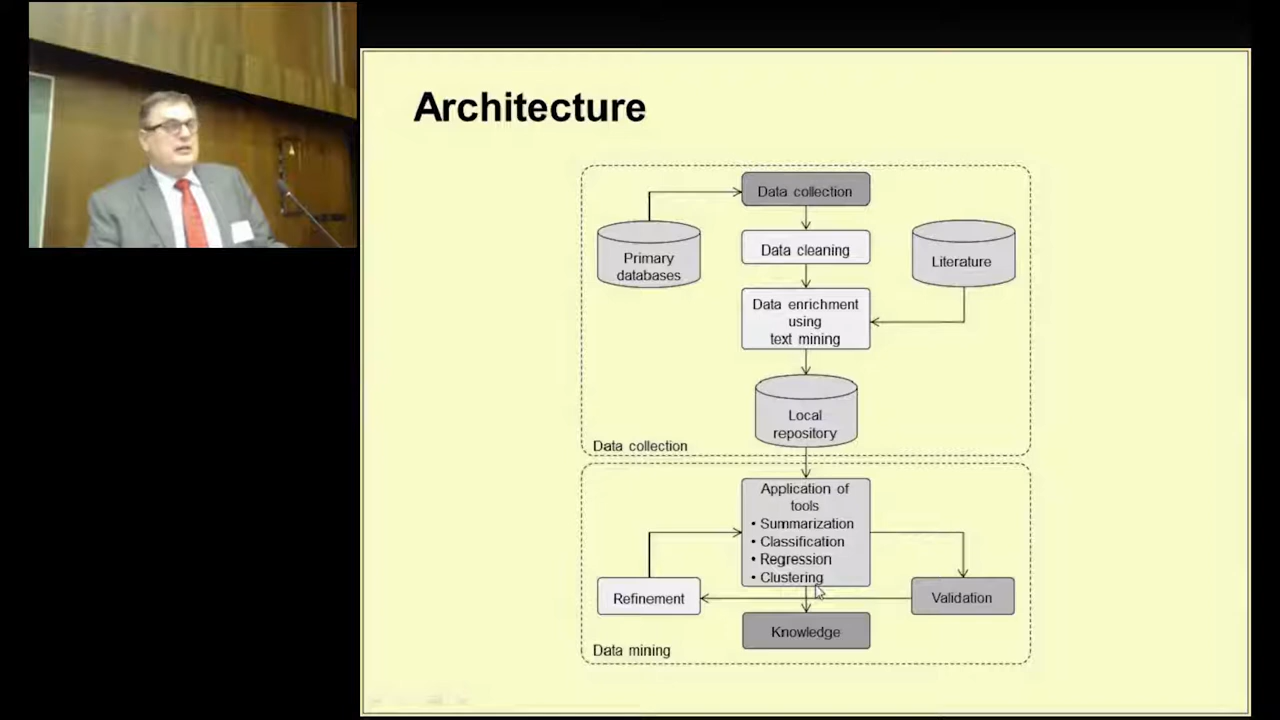 Architecture
Data collection
Primary
databases
Data cleaning
Literature
Data enrichment
using
text mining
Local
repository
Data collection
Application of
tools
• Summarization
• Classification
• Regression
• Clustering
Refinement
Validation
Knowledge
Data mining